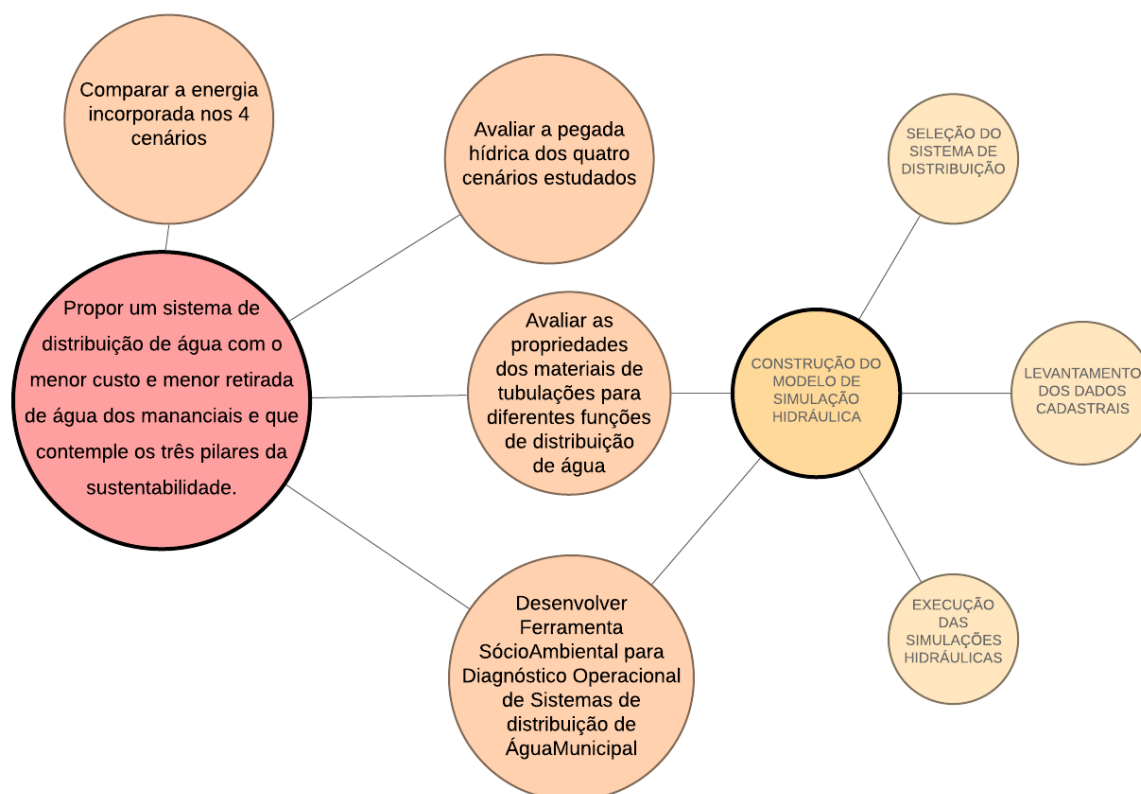 Comparar a energia
incorporada nos 4
cenários
Avaliar a pegada
hídrica dos quatro
cenários estudados
SELEÇÃO DO
SISTEMA DE
DISTRIBUIÇÃO
Propor um sistema de
distribuição de água com o
menor custo e menor retirada
de água dos mananciais e que
contemple os três pilares da
sustentabilidade.
Avaliar as
propriedades
dos materiais de
tubulações para
diferentes funções
de distribuição
de água
CONSTRUÇÃO DO
MODELO DE
SIMULAÇÃO
HIDRÁULICA
LEVANTAMENTO
DOS DADOS
CADASTRAIS
Desenvolver
Ferramenta
SócioAmbiental para
Diagnóstico Operacional
de Sistemas de
distribuição de
ÁguaMunicipal
EXECUÇÃO
DAS
SIMULAÇÕES
HIDRÁULICAS